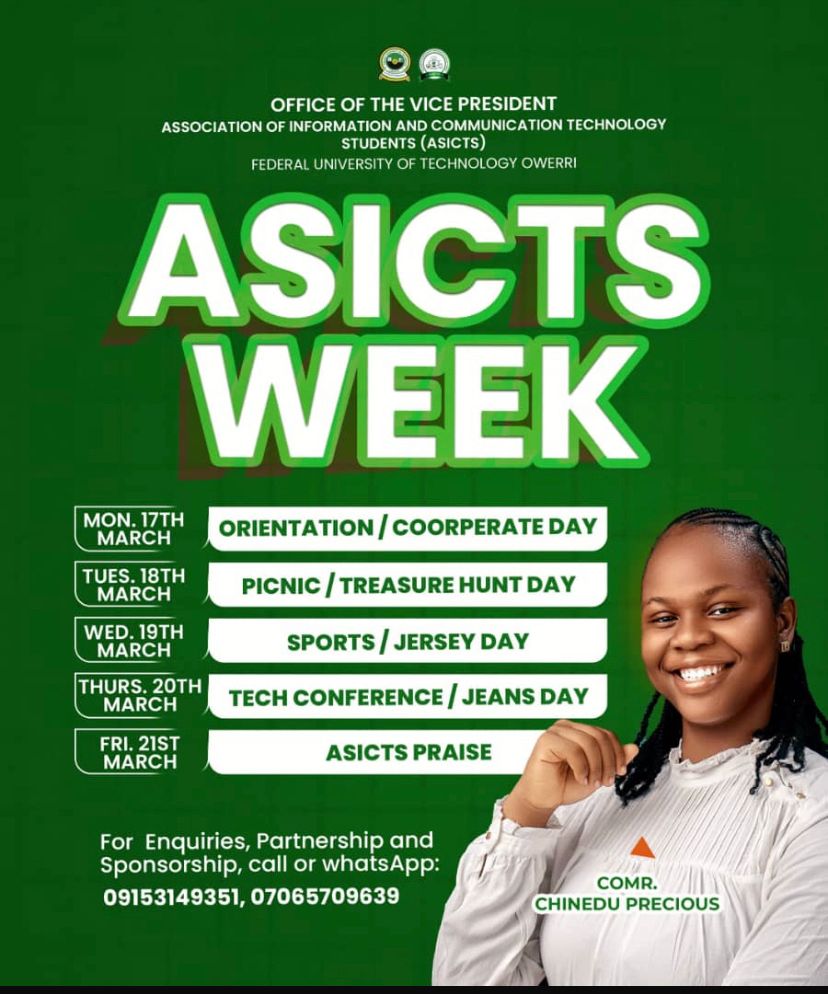 OFFICE OF THE VICE PRESIDENT
ASSOCIATION OF INFORMATION AND COMMUNICATION TECHNOLOGY
STUDENTS (ASICTS)
FEDERAL UNIVERSITY OF TECHNOLOGY OWERRI
ASICTS
WEEK
MON. 17TH
MARCH
ORIENTATION / COORPERATE DAY
TUES. 18TH
MARCH
PICNIC / TREASURE HUNT DAY
WED. 19TH
MARCH
SPORTS / JERSEY DAY
THURS. 20TH
MARCH
TECH CONFERENCE / JEANS DAY
FRI. 21ST
MARCH
ASICTS PRAISE
For Enquiries, Partnership and
Sponsorship, call or whatsApp:
09153149351, 07065709639
COMR.
CHINEDU PRECIOUS